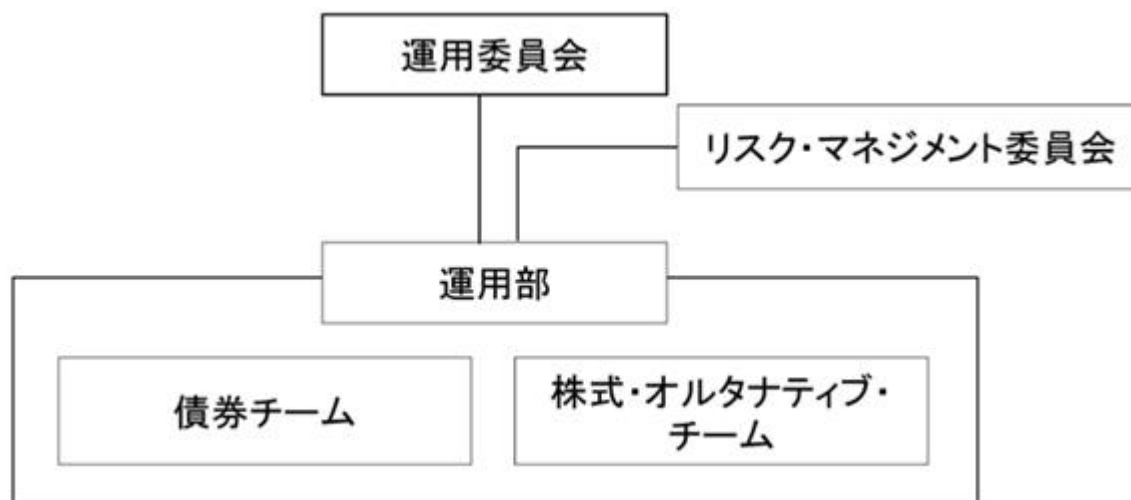 運用委員会
リスク・マネジメント委員会
運用部
債券チーム
株式・オルタナティブ・
チーム